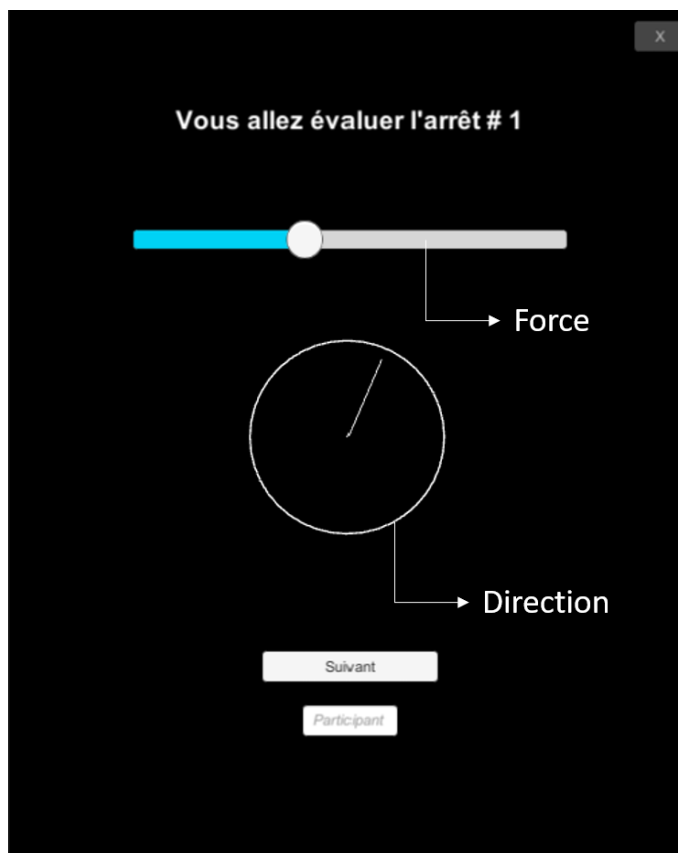 X
Vous allez évaluer l'arrêt # 1
Force
Direction
Suivant
Participant